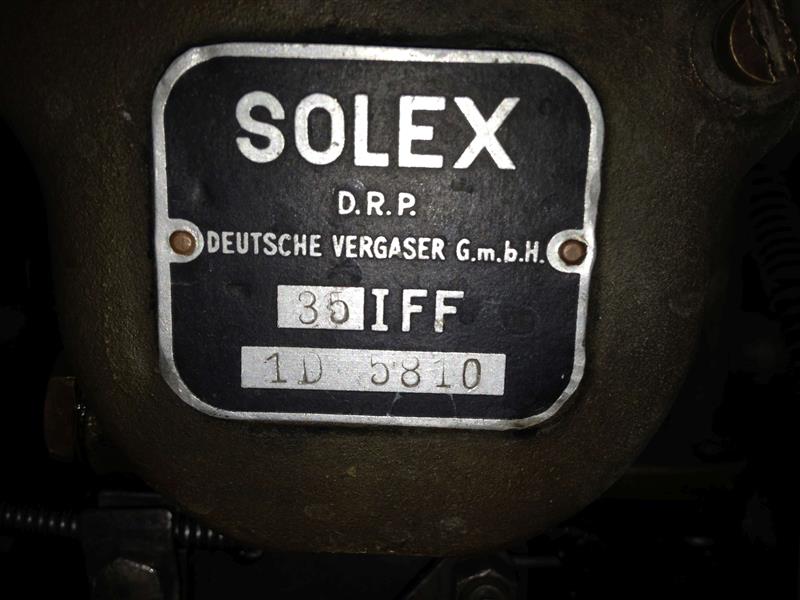 SOLEX
D.R.P.
DEUTSCHE VERGASER G.m.b.H.
35 IFF
1D 5810